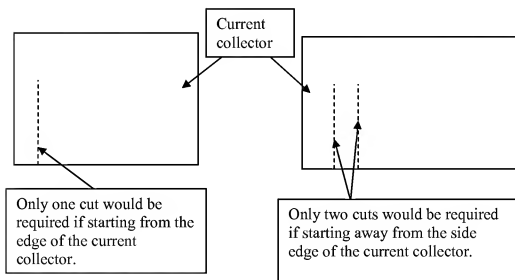 Current
collector
Only one cut would be
required if starting from the
edge of the current
collector.
Only two cuts would be required
if starting away from the side
edge of the current collector.